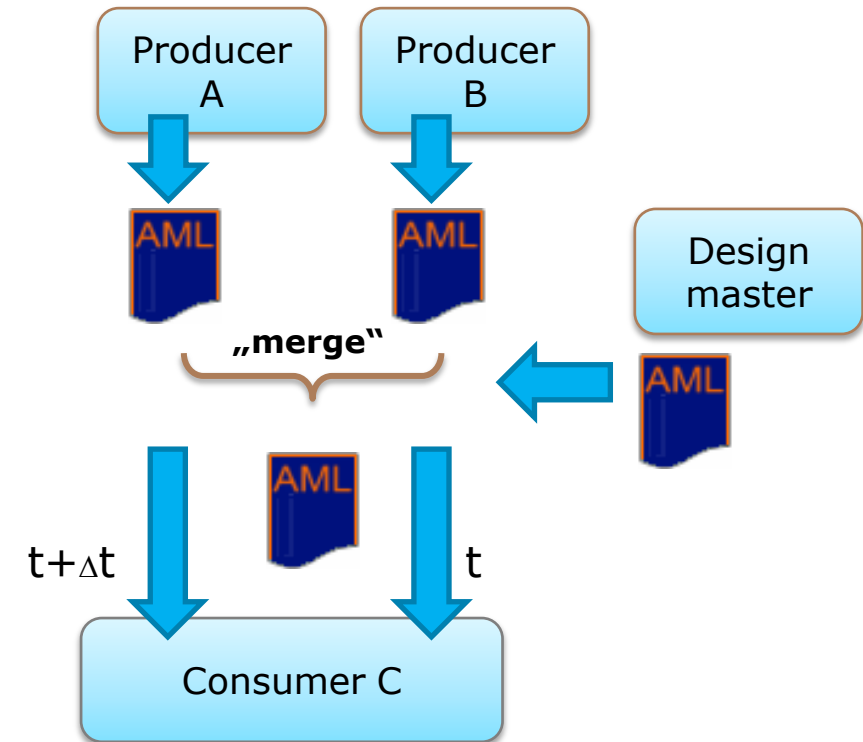 Producer
A
Producer
B
AML
AML
Design
master
„merge“
AML
AML
t+Δt
t
Consumer C